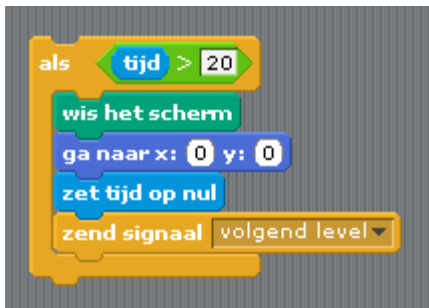 als tijd > 20
wis het scherm
ga naar x: 0 y: 0
zet tijd op nul
zend signaal volgend level